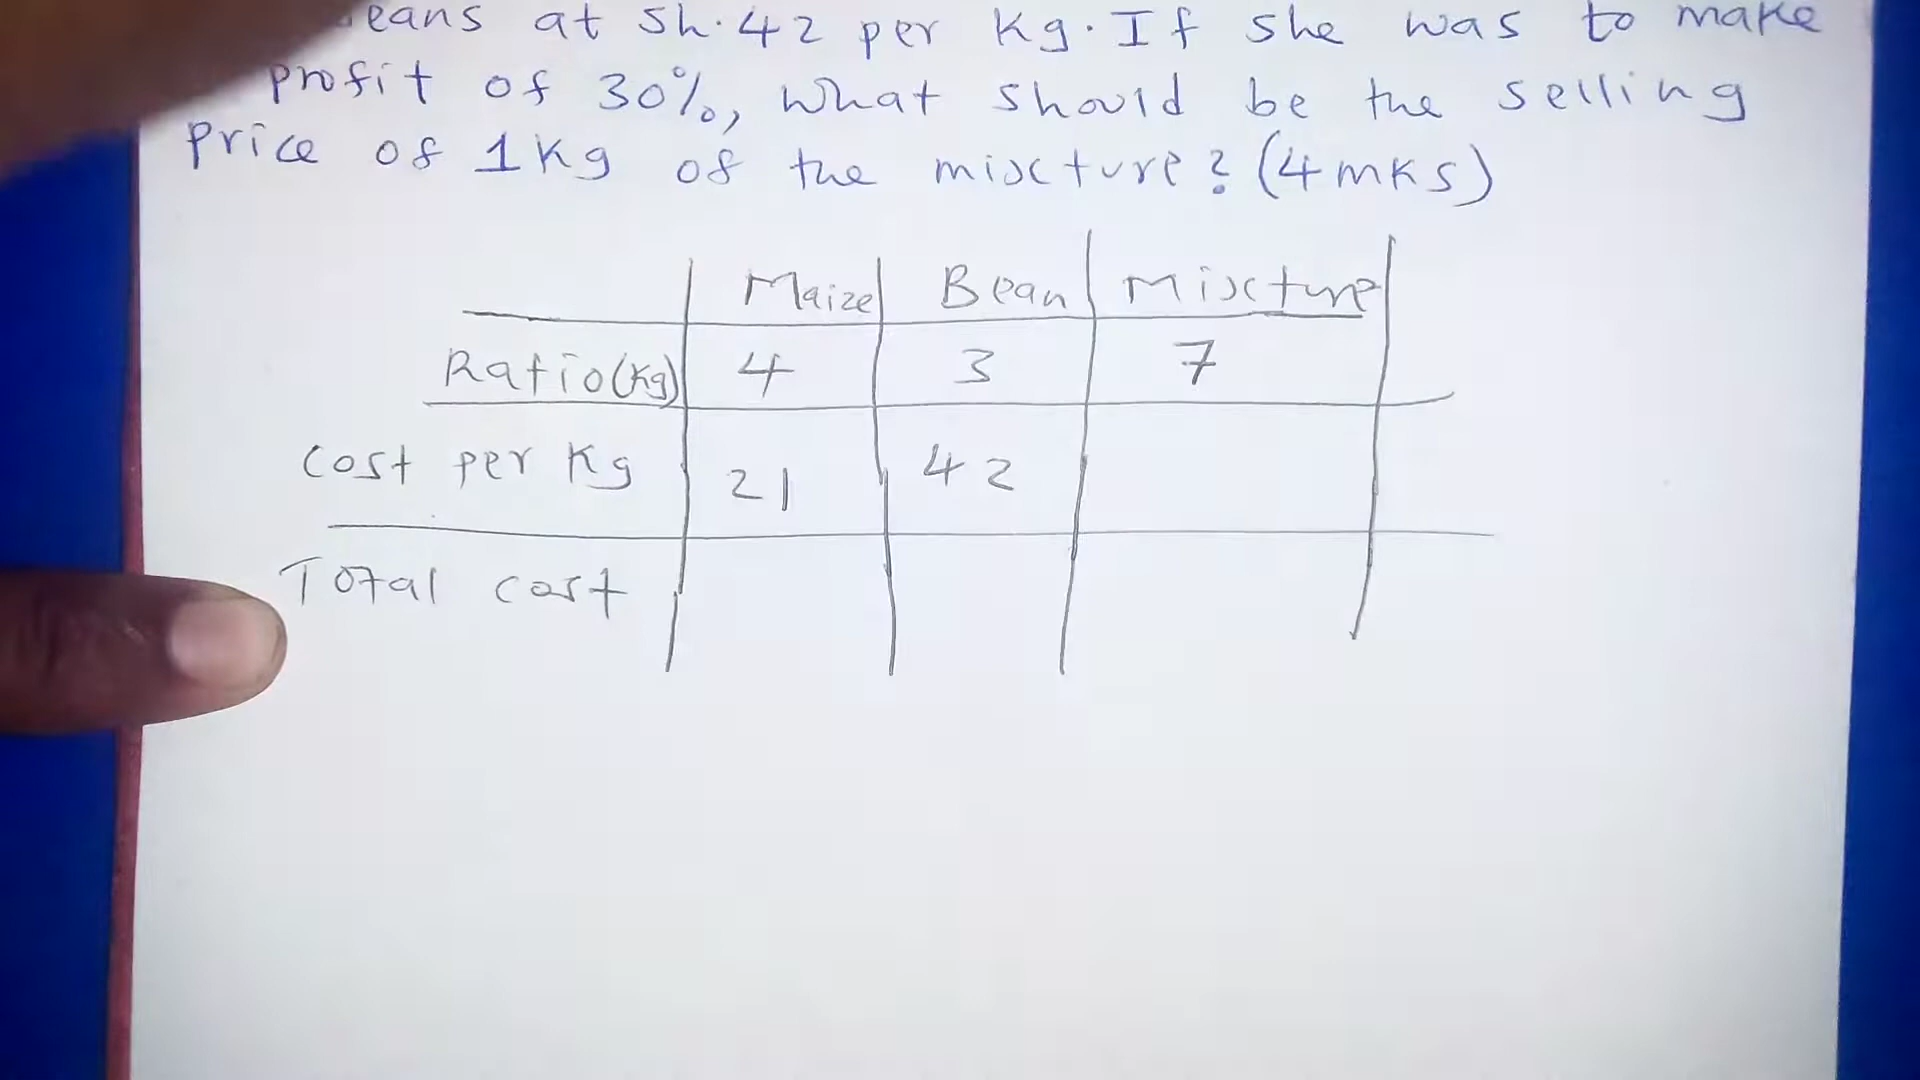 at sh.42 per kg. If she was to make
profit of 30%, what should be the selling
price of 1kg of the mixture? (4mks)
Maize Bean Mixture
Ratio(kg) 4 3 7
cost per kg 21 42
Total cost